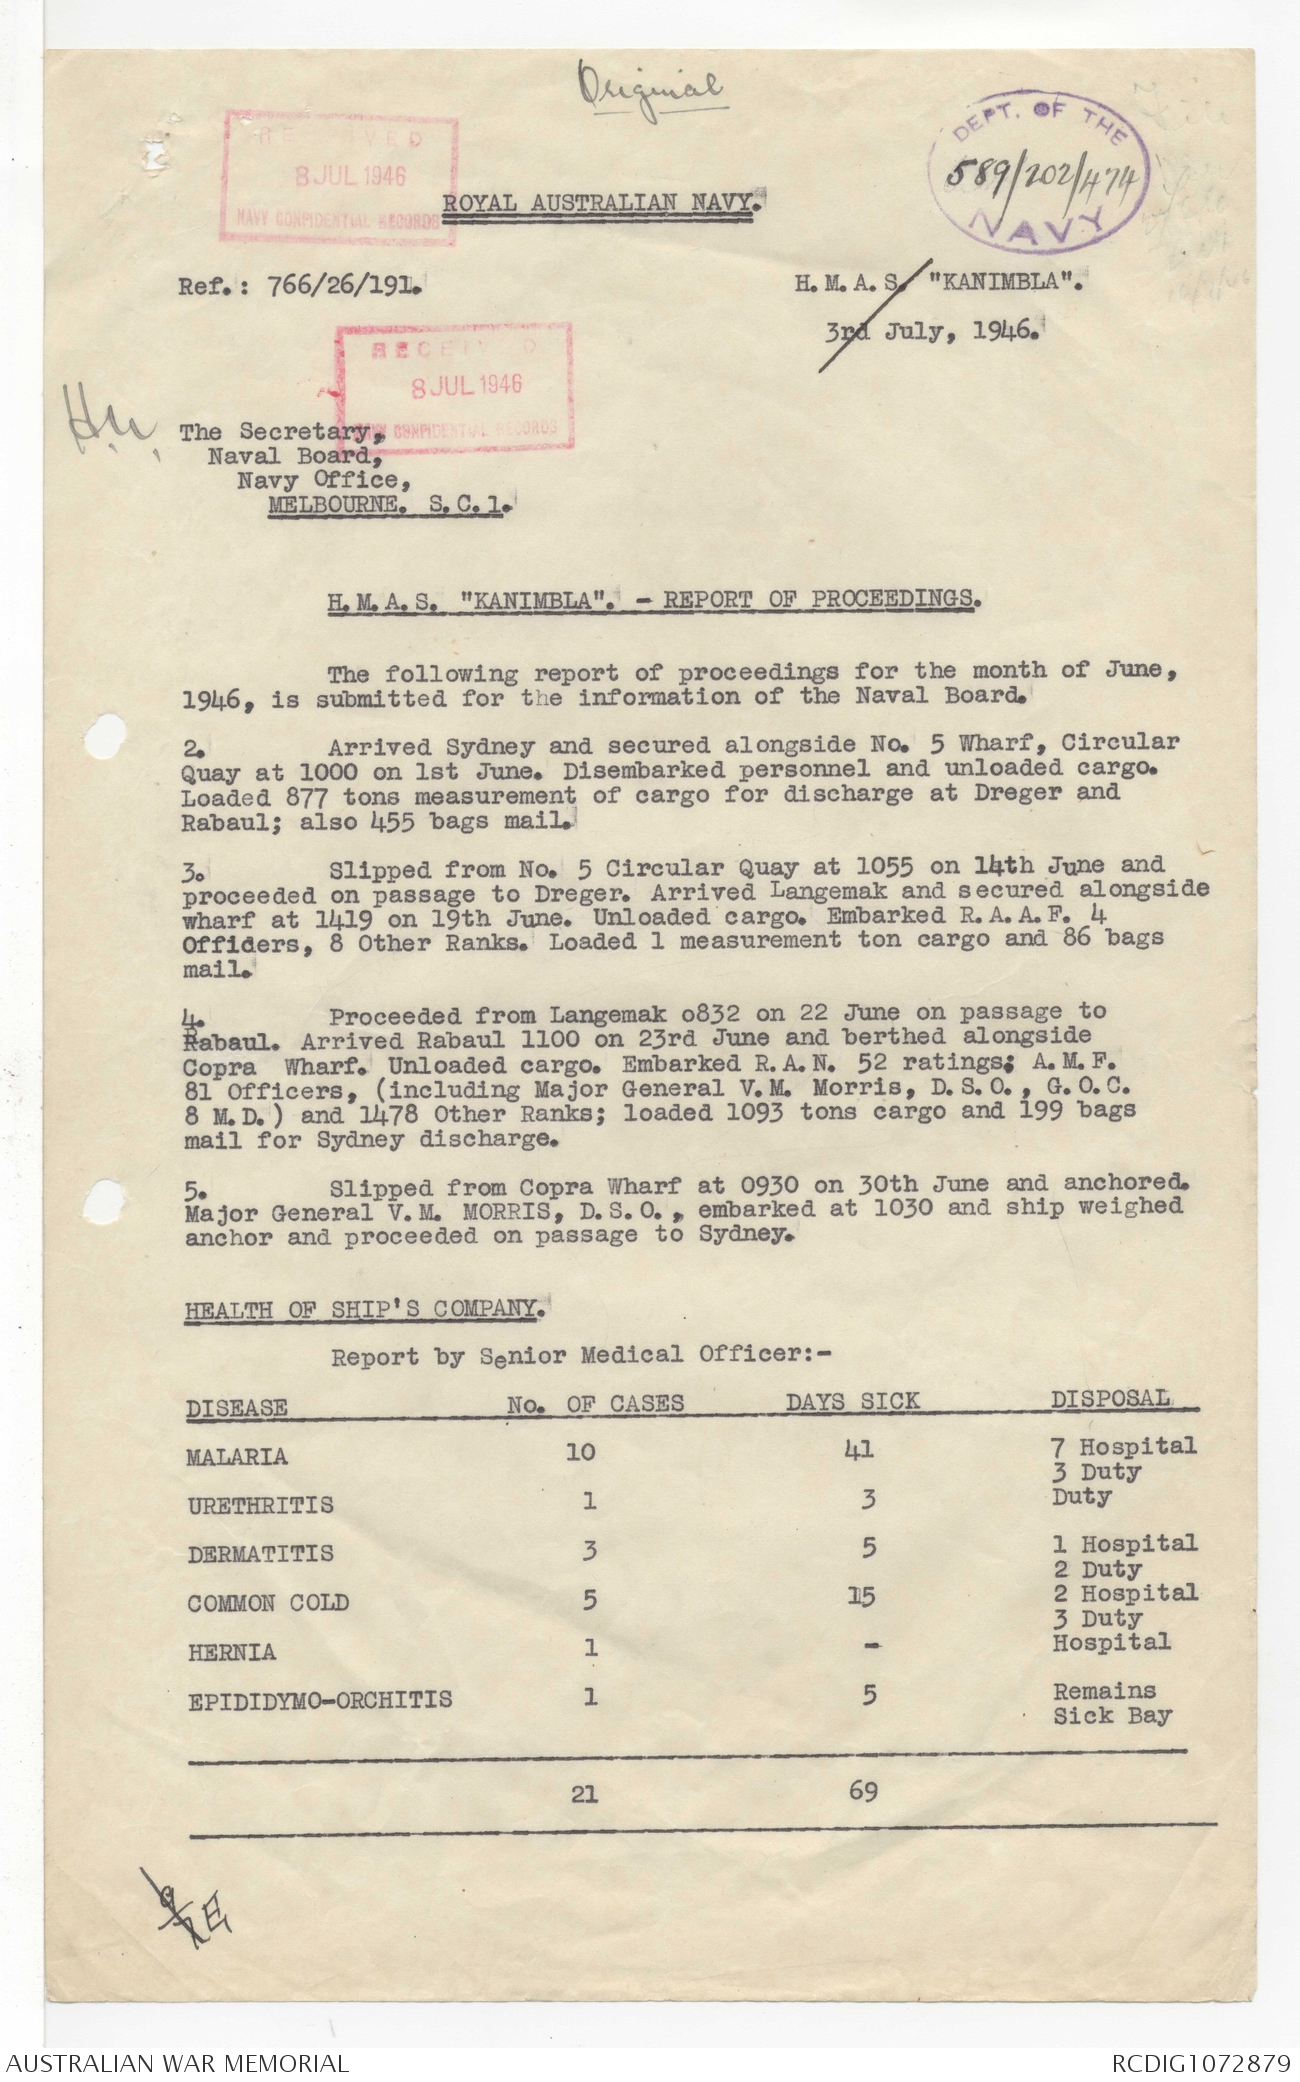 Original
RECEIVED
8 JUL 1946
NAVY CONFIDENTIAL RECORDS
DEPT. OF THE
589/202/474
NAVY
ROYAL AUSTRALIAN NAVY.
Ref.: 766/26/191.
H.M.A.S. "KANIMBLA".
3rd July, 1946.
RECEIVED
8 JUL 1946
NAVY CONFIDENTIAL RECORDS
The Secretary,
Naval Board,
Navy Office,
MELBOURNE. S.C.1.
H.M.A.S. "KANIMBLA". - REPORT OF PROCEEDINGS.
The following report of proceedings for the month of June,
1946, is submitted for the information of the Naval Board.
2. Arrived Sydney and secured alongside No. 5 Wharf, Circular
Quay at 1000 on 1st June. Disembarked personnel and unloaded cargo.
Loaded 877 tons measurement of cargo for discharge at Dreger and
Rabaul; also 455 bags mail.
3. Slipped from No. 5 Circular Quay at 1055 on 14th June and
proceeded on passage to Dreger. Arrived Langemak and secured alongside
wharf at 1419 on 19th June. Unloaded cargo. Embarked R.A.A.F. 4
Offiders, 8 Other Ranks. Loaded 1 measurement ton cargo and 86 bags
mail.
4. Proceeded from Langemak o832 on 22 June on passage to
Rabaul. Arrived Rabaul 1100 on 23rd June and berthed alongside
Copra Wharf. Unloaded cargo. Embarked R.A.N. 52 ratings; A.M.F.
81 Officers, (including Major General V.M. Morris, D.S.O., G.O.C.
8 M.D.) and 1478 Other Ranks; loaded 1093 tons cargo and 199 bags
mail for Sydney discharge.
5. Slipped from Copra Wharf at 0930 on 30th June and anchored.
Major General V.M. MORRIS, D.S.O., embarked at 1030 and ship weighed
anchor and proceeded on passage to Sydney.
HEALTH OF SHIP'S COMPANY.
Report by Senior Medical Officer:-
DISEASE No. OF CASES DAYS SICK DISPOSAL
MALARIA 10 41 7 Hospital
3 Duty
URETHRITIS 1 3 Duty
DERMATITIS 3 5 1 Hospital
2 Duty
COMMON COLD 5 15 2 Hospital
3 Duty
HERNIA 1 - Hospital
EPIDIDYMO-ORCHITIS 1 5 Remains
Sick Bay
21 69
AUSTRALIAN WAR MEMORIAL RCDIG1072879